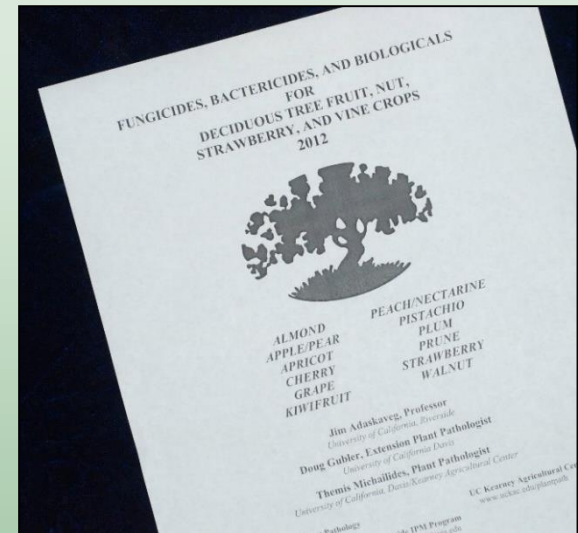 FUNGICIDES, BACTERICIDES, AND BIOLOGICALS
FOR
DECIDUOUS TREE FRUIT, NUT,
STRAWBERRY, AND VINE CROPS
2012
ALMOND
APPLE/PEAR
APRICOT
CHERRY
GRAPE
KIWIFRUIT
PEACH/NECTARINE
PISTACHIO
PLUM
PRUNE
STRAWBERRY
WALNUT
Jim Adaskaveg, Professor
University of California, Riverside
Doug Gubler, Extension Plant Pathologist
University of California Davis
Themis Michailides, Plant Pathologist
University of California, Davis/Kearney Agricultural Center
Pathology
IPM Program
UC Kearney Agricultural
www.uckac.edu/plantpath